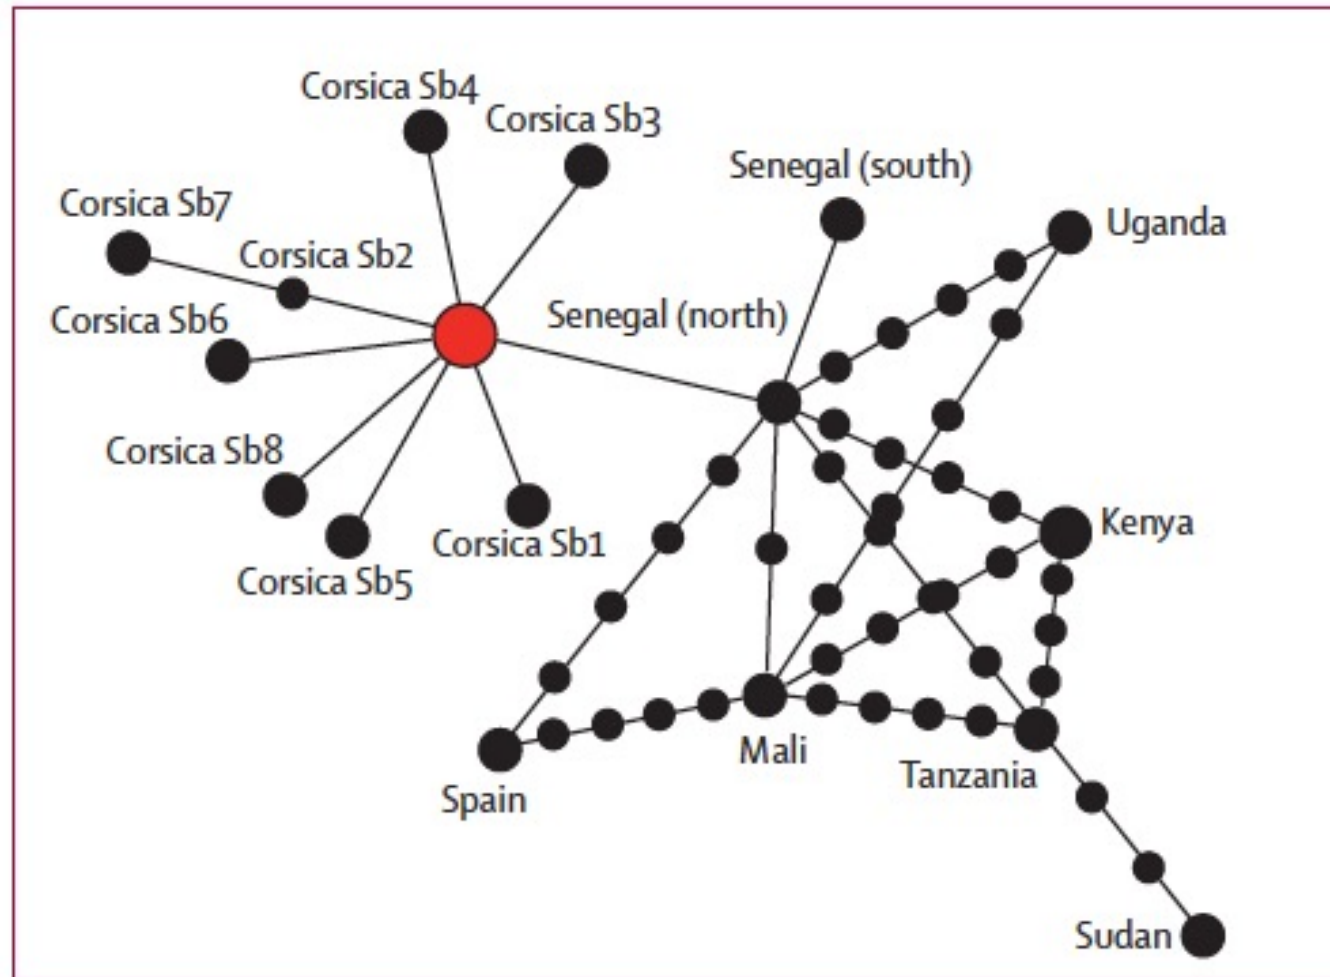 Corsica Sb4
Corsica Sb3
Senegal (south)
Corsica Sb7
Uganda
Corsica Sb2
Senegal (north)
Corsica Sb6
Corsica Sb8
Kenya
Corsica Sb1
Corsica Sb5
Mali
Tanzania
Spain
Sudan